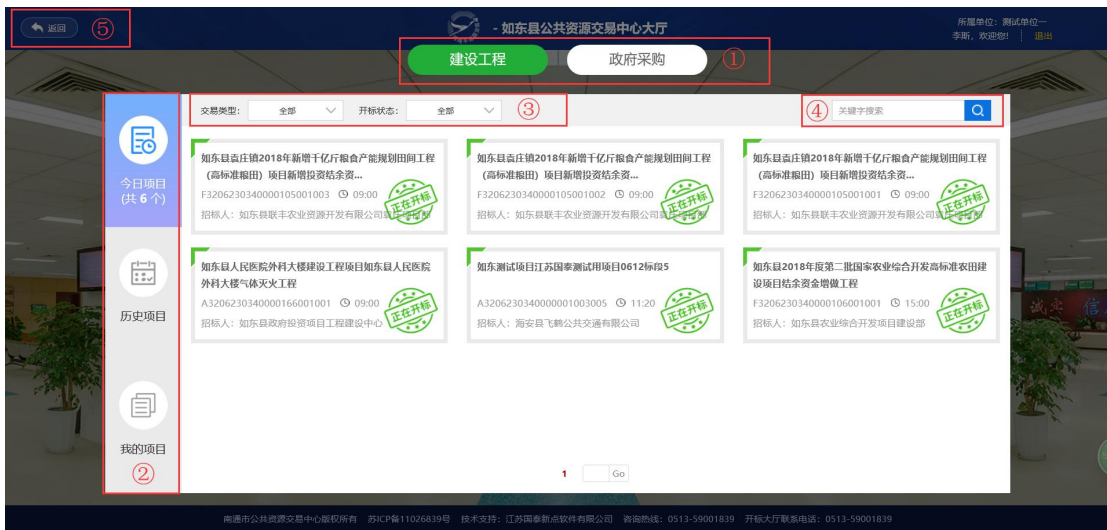 返回
⑤
- 如东县公共资源交易中心大厅
所属单位：测试单位一
李昕，欢迎您!! | 退出
建设工程
政府采购
①
交易类型：
全部
开标状态：
全部
③
④
关键字搜索
今日项目
(共 6 个)
历史项目
我的项目
②
如东县袁庄镇2018年新增千亿斤粮食产能规划田间工程
（高标准粮田）项目新增投资结余资...
F3206230340000105001003 09:00
招标人：如东县联丰农业资源开发有限公司
正在开标
如东县袁庄镇2018年新增千亿斤粮食产能规划田间工程
（高标准粮田）项目新增投资结余资...
F3206230340000105001002 09:00
招标人：如东县联丰农业资源开发有限公司
正在开标
如东县袁庄镇2018年新增千亿斤粮食产能规划田间工程
（高标准粮田）项目新增投资结余资...
F3206230340000105001001 09:00
招标人：如东县联丰农业资源开发有限公司
正在开标
如东县人民医院外科大楼建设工程项目如东县人民医院
外科大楼气体灭火工程
A3206230340000166001001 09:00
招标人：如东县政府投资项目工程建设中心
正在开标
如东测试项目江苏国泰测试用项目0612标段5
A3206230340000001003005 11:20
招标人：海安县飞鹤公共交通有限公司
正在开标
如东县2018年度第二批国家农业综合开发高标准农田建
设项目结余资金增做工程
F3206230340000106001001 15:00
招标人：如东县农业综合开发项目建设部
正在开标
诚定 信
1 Go
南通市公共资源交易中心版权所有 苏ICP备11026839号 技术支持：江苏国泰新点软件有限公司 咨询热线：0513-59001839 开标大厅联系电话：0513-59001839